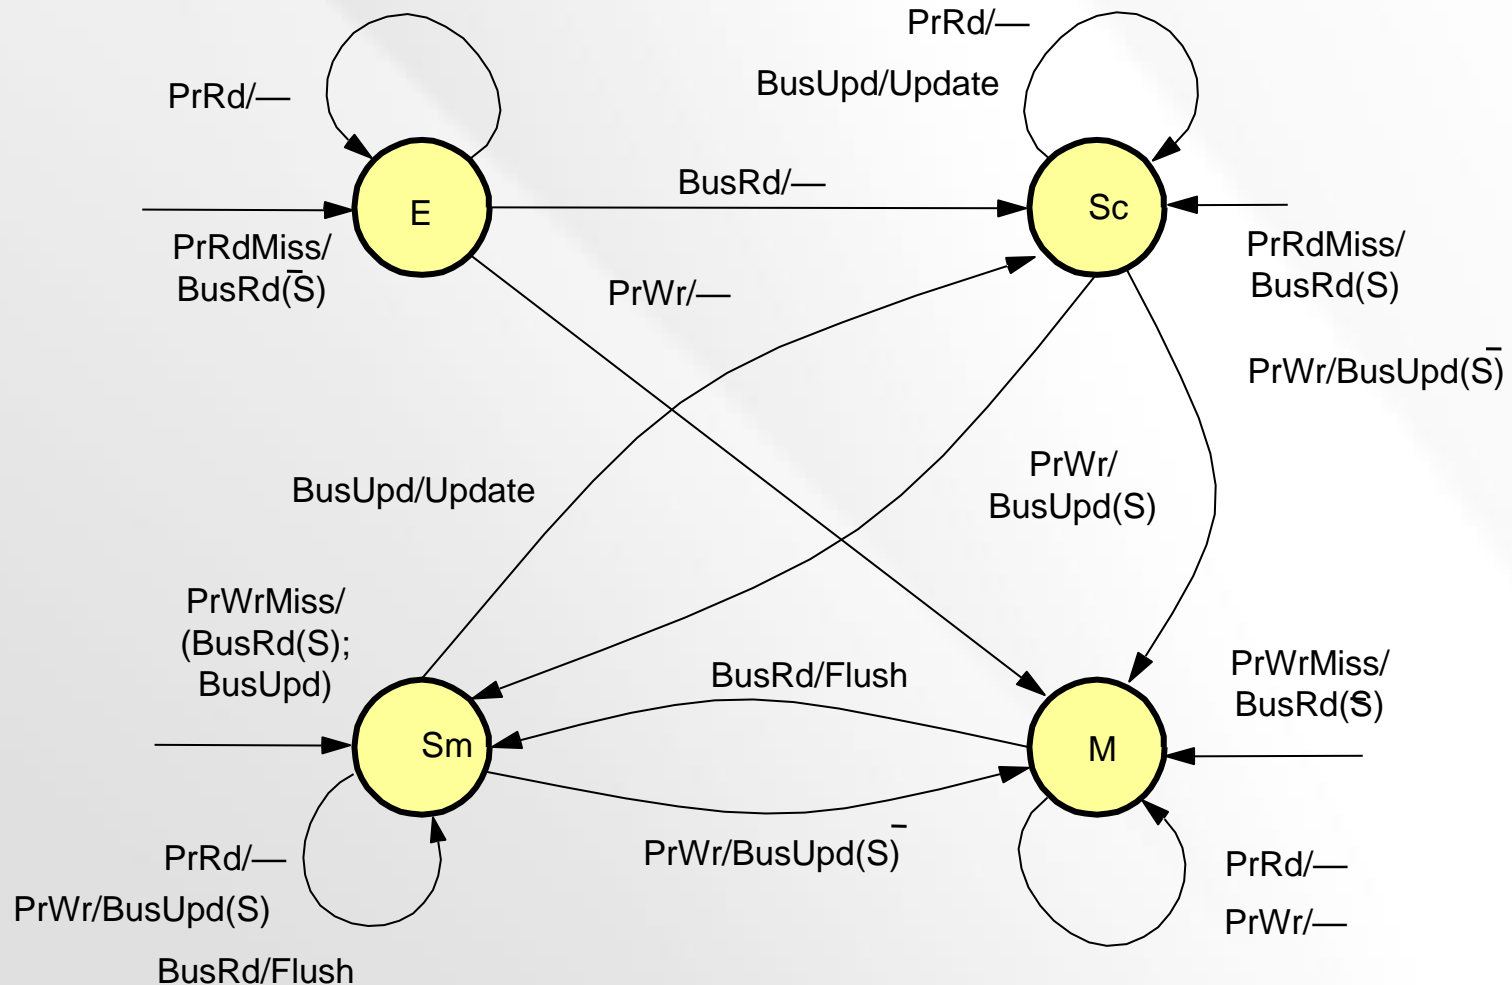 PrRd/—
BusUpd/Update
PrRd/—
BusRd/—
E
Sc
PrRdMiss/
BusRd(S̄)
PrWr/—
PrRdMiss/
BusRd(S)
PrWr/BusUpd(S̄)
PrWr/
BusUpd(S)
BusUpd/Update
PrWrMiss/
(BusRd(S);
BusUpd)
BusRd/Flush
PrWrMiss/
BusRd(S̄)
Sm
M
PrWr/BusUpd(S̄)
PrRd/—
PrWr/BusUpd(S)
BusRd/Flush
PrRd/—
PrWr/—